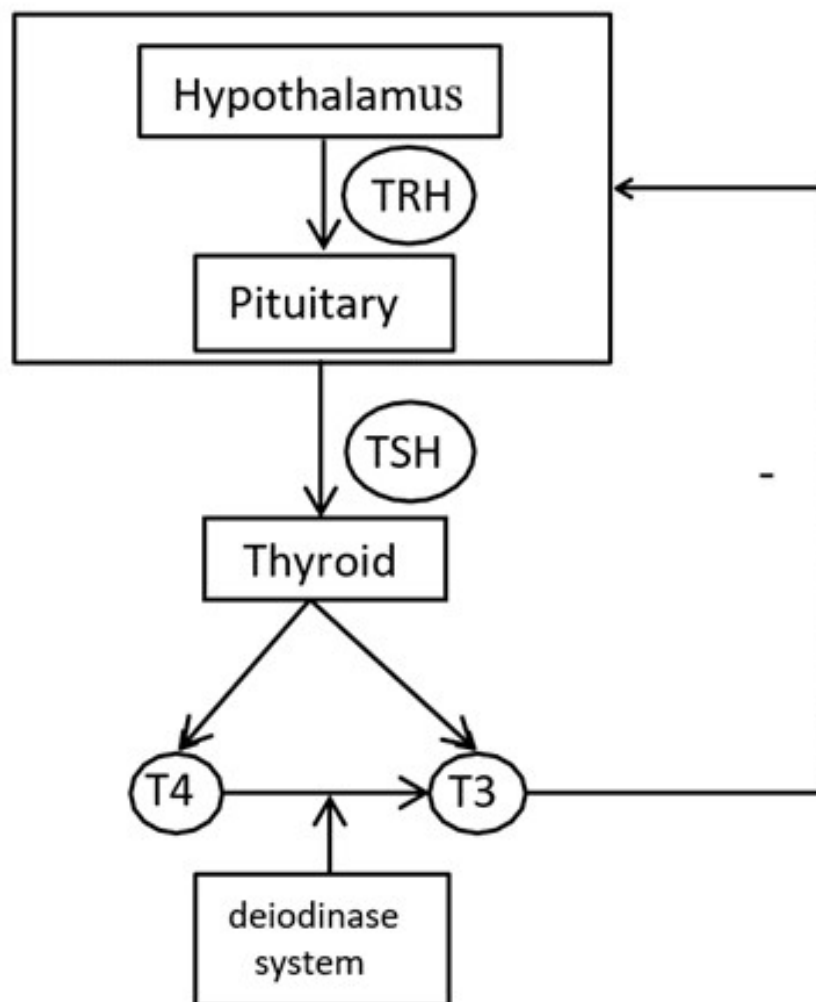 Hypothalamus
TRH
Pituitary
TSH
-
Thyroid
T4
T3
deiodinase
system